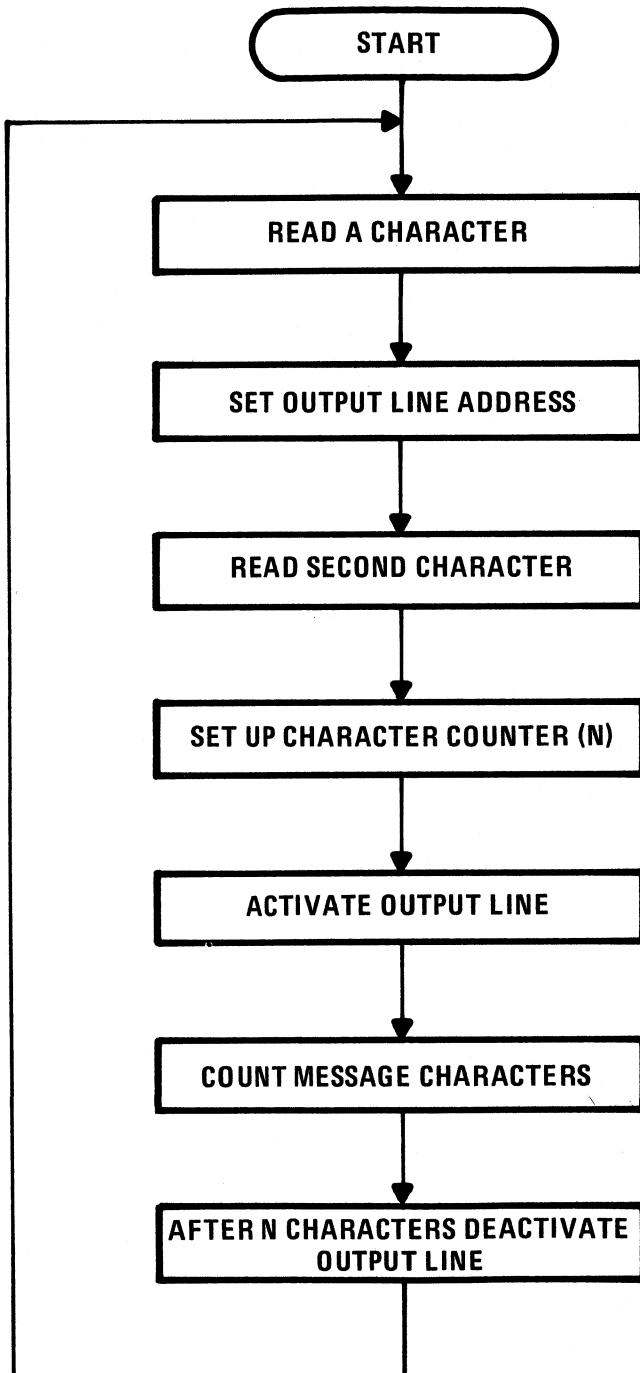 START
READ A CHARACTER
SET OUTPUT LINE ADDRESS
READ SECOND CHARACTER
SET UP CHARACTER COUNTER (N)
ACTIVATE OUTPUT LINE
COUNT MESSAGE CHARACTERS
AFTER N CHARACTERS DEACTIVATE
OUTPUT LINE